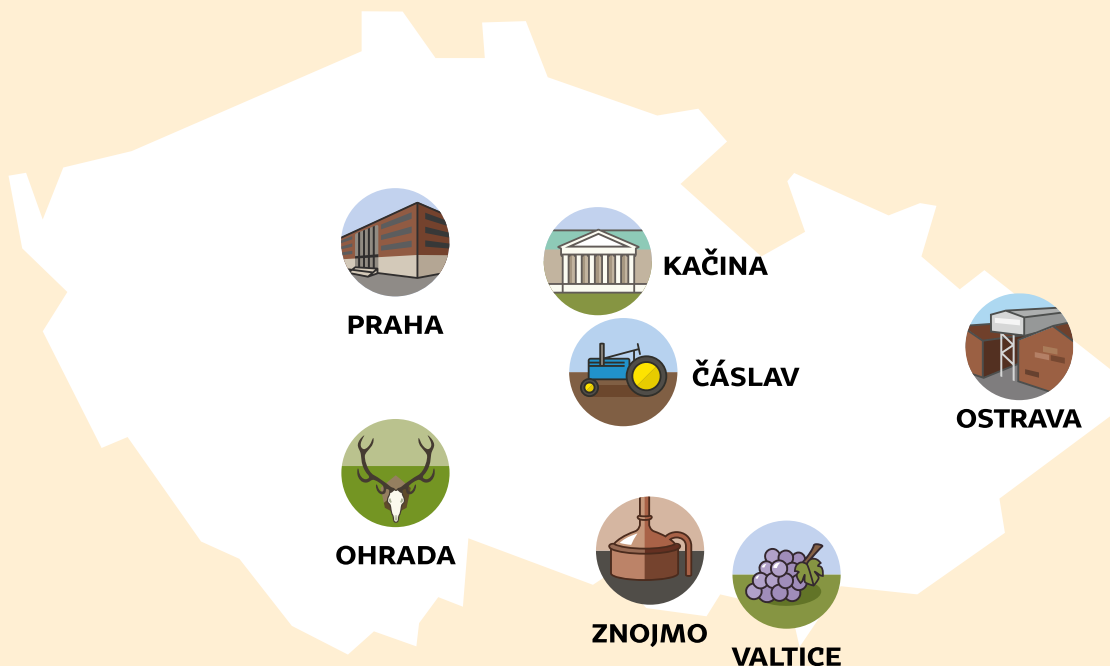 KAČINA
PRAHA
ČÁSLAV
OSTRAVA
OHRADA
ZNOJMO
VALTICE